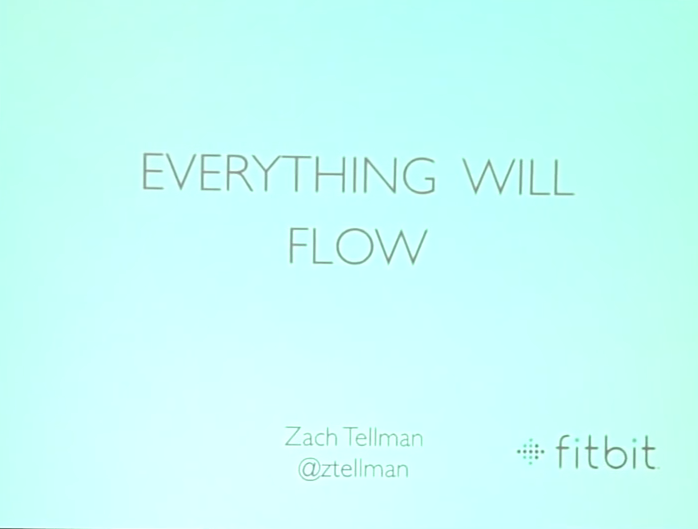 EVERYTHING WILL
FLOW
Zach Tellman
@ztellman
fitbit